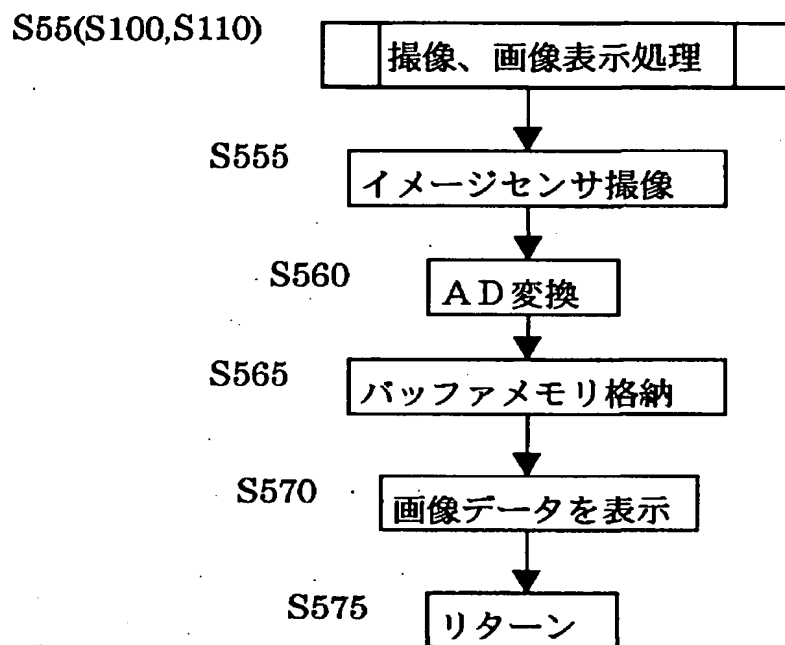 S55(S100,S110)
撮像、画像表示処理
S555
イメージセンサ撮像
S560
ＡＤ変換
S565
バッファメモリ格納
S570
画像データを表示
S575
リターン